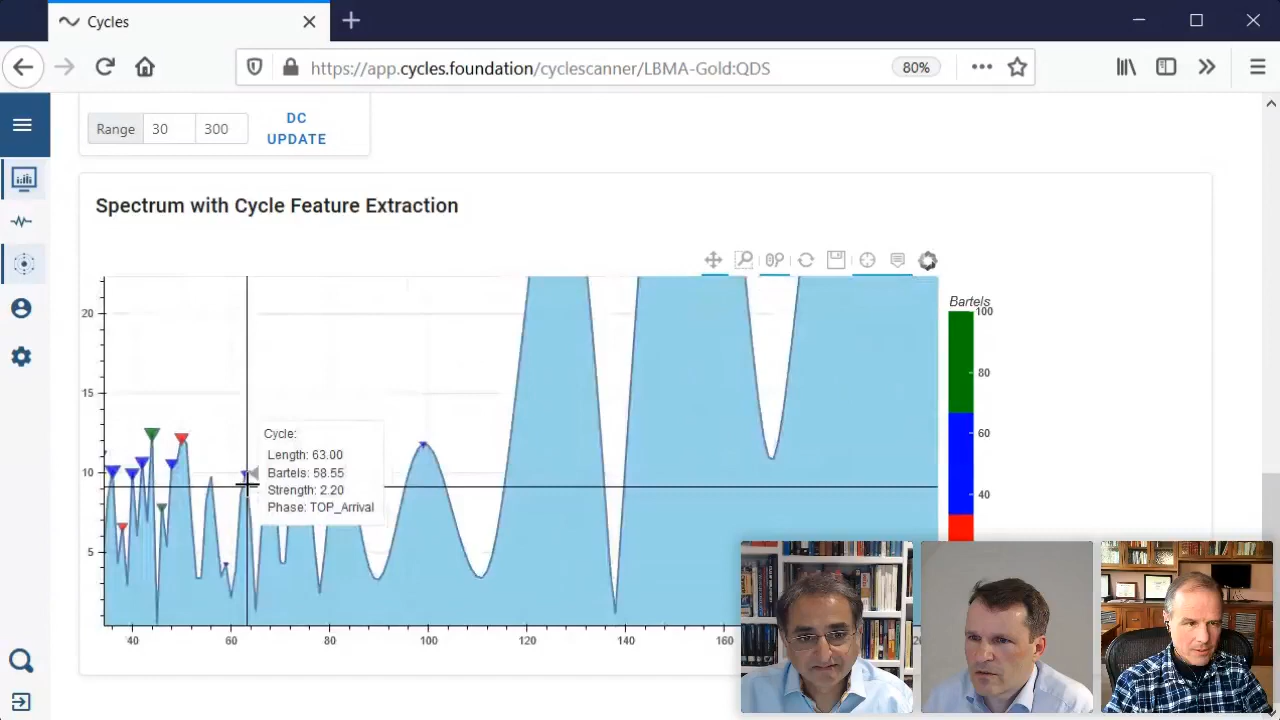 Cycles
https://app.cycles.foundation/cyclescanner/LBMA-Gold:QDS
80%
Range 30 300
DC UPDATE
Spectrum with Cycle Feature Extraction
Bartels
100
80
60
40
20
15
10
5
Cycle:
Length: 63.00
Bartels: 58.55
Strength: 2.20
Phase: TOP_Arrival
40 60 80 100 120 140 160